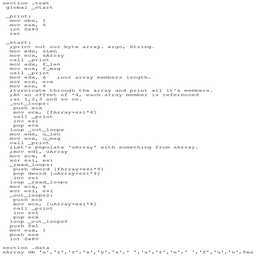 section .text
global _start

_print:
mov ebx, 1
mov eax, 4
int 0x80
ret

_start:
;print out our byte array. ergo, String.
mov edx, sLen
mov ecx, sArray
call _print
mov edx, f_len
mov ecx, f_msg
call _print
mov edx, 6 ;our array members length.
xor ecx, ecx
mov ecx, 4
;turnicate through the array and print all it's members.
;At an offset of *4, each array member is referenced
;at 1,2,3 and so on.
_out_loops:
push ecx
mov ecx, [fArray+esi*4]
call _print
inc esi
pop ecx
loop _out_loops
mov edx, u_len
mov ecx, u_msg
call _print
;let's populate 'uArray' with something from sArray.
;mov edi, uArray
mov ecx, 4
xor esi, esi
_read_loops:
push dword [fArray+esi*4]
pop dword [uArray+esi*4]
inc esi
loop _read_loops
mov ecx, 4
xor esi, esi
_out_loops2:
push ecx
mov ecx, [uArray+esi*4]
call _print
inc esi
pop ecx
loop _out_loops2
push 0x1
mov eax, 1
push eax
int 0x80

section .data
sArray db 'a','r','r','a','y','s',' ','a','r','e',' ','f','u','n',0xa